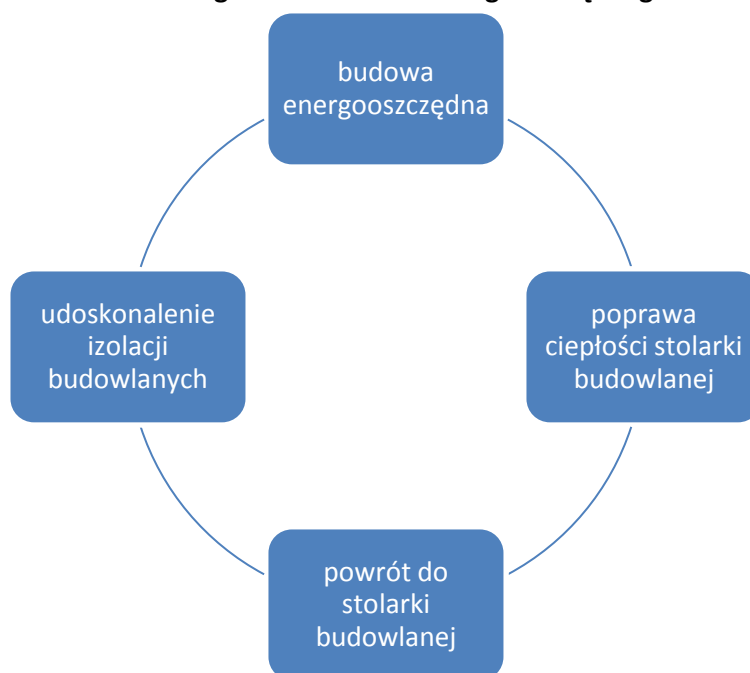 budowa
energooszczędna
udoskonalenie
izolacji
budowlanych
poprawa
ciepłości stolarki
budowlanej
powrót do
stolarki
budowlanej